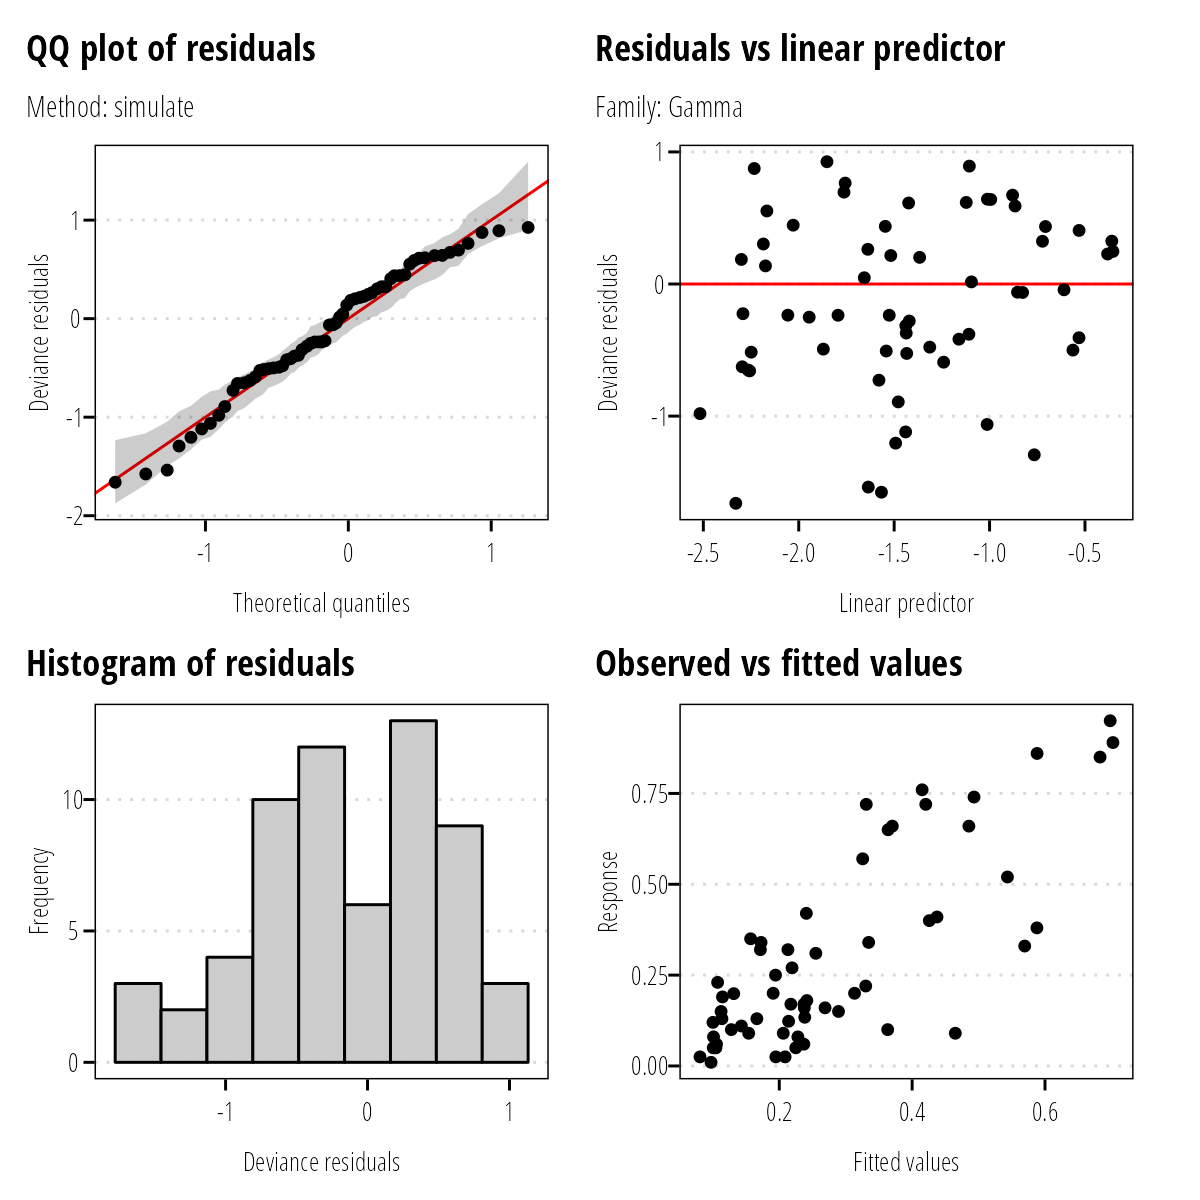 QQ plot of residuals
Method: simulate
Deviance residuals
1
0
-1
-2
-1
0
1
Theoretical quantiles
Residuals vs linear predictor
Family: Gamma
Deviance residuals
1
0
-1
-2.5
-2.0
-1.5
-1.0
-0.5
Linear predictor
Histogram of residuals
Frequency
10
5
0
-1
0
1
Deviance residuals
Observed vs fitted values
Response
0.75
0.50
0.25
0.00
0.2
0.4
0.6
Fitted values